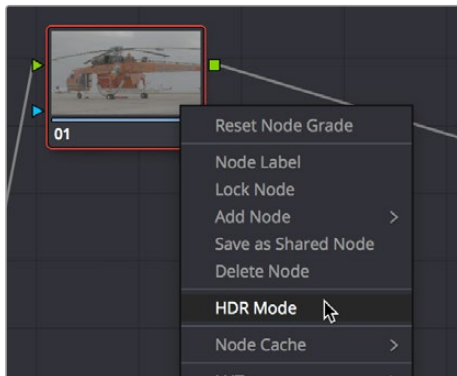 01
Reset Node Grade
Node Label
Lock Node
Add Node >
Save as Shared Node
Delete Node
HDR Mode
Node Cache >